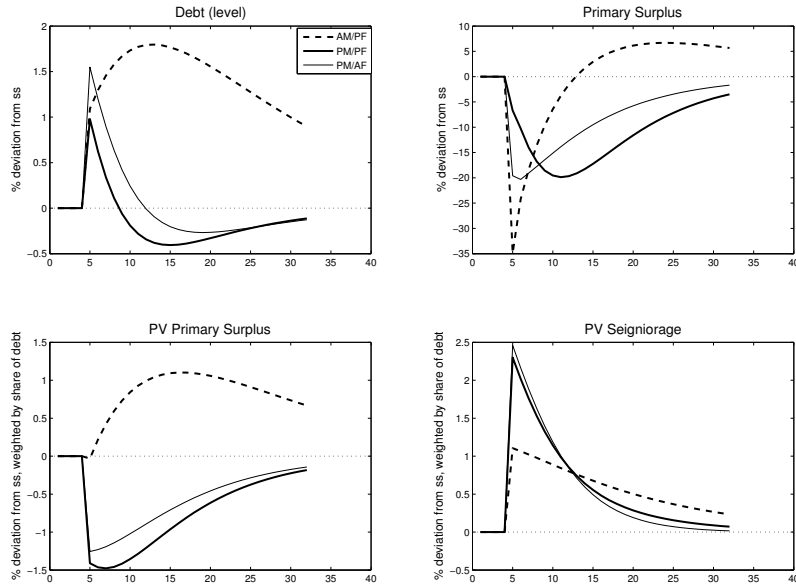 Debt (level)
% deviation from ss
2
1.5
1
0.5
0
−0.5
0 5 10 15 20 25 30 35 40
AM/PF
PM/PF
PM/AF
Primary Surplus
% deviation from ss
10
5
0
−5
−10
−15
−20
−25
−30
−35
0 5 10 15 20 25 30 35 40
PV Primary Surplus
% deviation from ss, weighted by share of debt
1.5
1
0.5
0
−0.5
−1
−1.5
0 5 10 15 20 25 30 35 40
PV Seigniorage
% deviation from ss, weighted by share of debt
2.5
2
1.5
1
0.5
0
−0.5
0 5 10 15 20 25 30 35 40